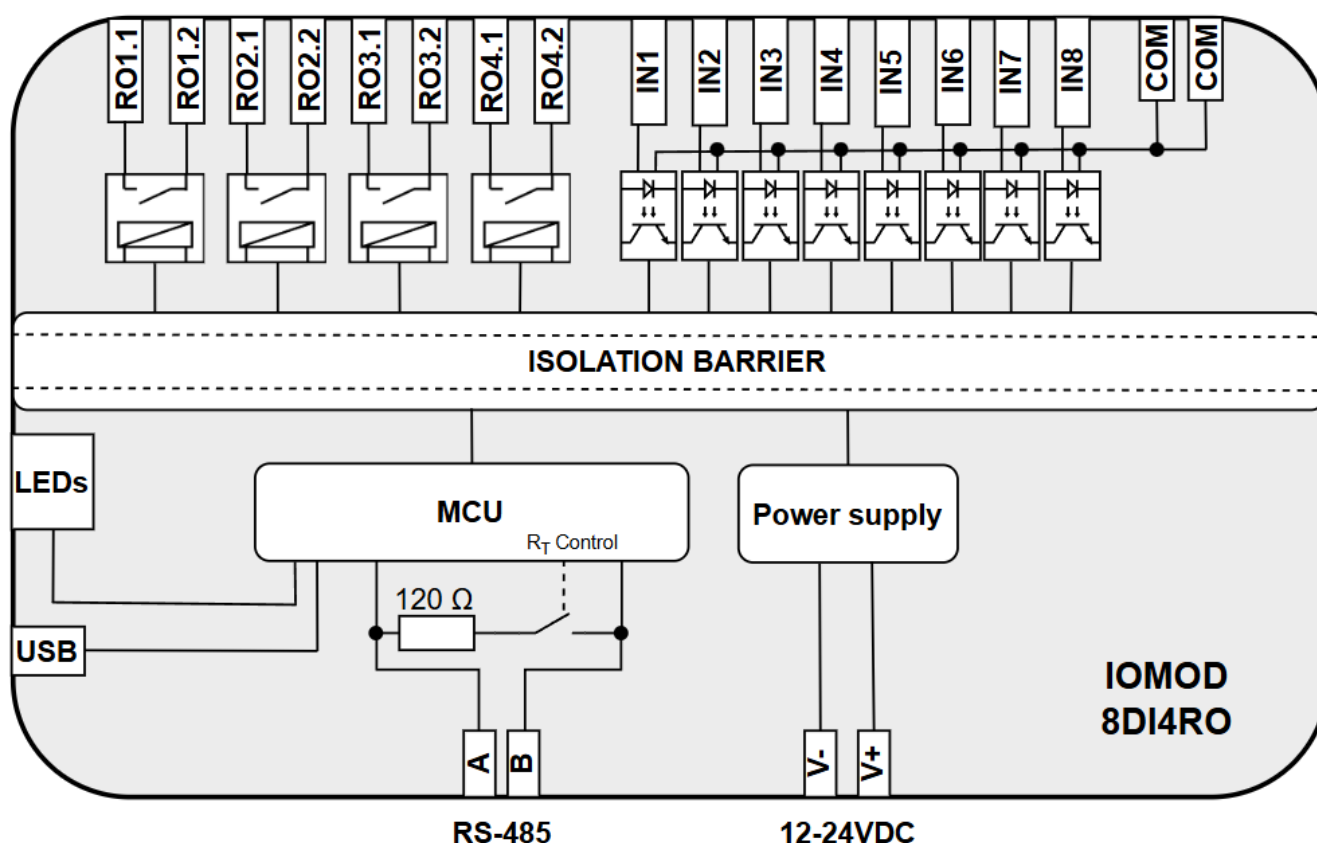 RO1.1
RO1.2
RO2.1
RO2.2
RO3.1
RO3.2
RO4.1
RO4.2
IN1
IN2
IN3
IN4
IN5
IN6
IN7
IN8
COM
COM
ISOLATION BARRIER
LEDs
MCU
RT Control
Power supply
120 Ω
USB
IOMOD
8DI4RO
A
B
V-
V+
RS-485
12-24VDC